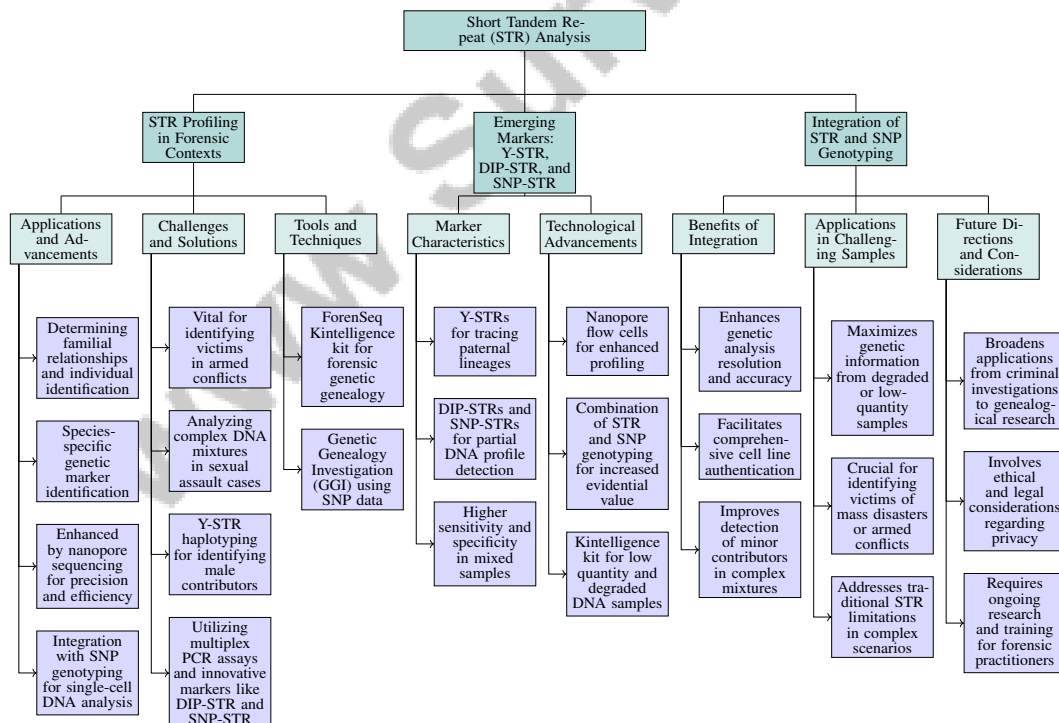 Short Tandem Re-
peat (STR) Analysis
STR Profiling
in Forensic
Contexts
Emerging
Markers:
Y-STR,
DIP-STR, and
SNP-STR
Integration of
STR and SNP
Genotyping
Applications
and Ad-
vancements
Challenges
and Solutions
Tools and
Techniques
Marker
Characteristics
Technological
Advancements
Benefits of
Integration
Applications
in Challeng-
ing Samples
Future Di-
rections
and Con-
siderations
Determining
familial
relationships
and individual
identification
Species-
specific
genetic
marker
identification
Enhanced
by nanopore
sequencing
for precision
and efficiency
Integration
with SNP
genotyping
for single-cell
DNA analysis
Vital for
identifying
victims
in armed
conflicts
Analyzing
complex DNA
mixtures
in sexual
assault cases
Y-STR
haplotyping
for identifying
male
contributors
Utilizing
multiplex
PCR assays
and innovative
markers like
DIP-STR and
SNP-STR
ForenSeq
Kintelligence
kit for
forensic
genetic
genealogy
Genetic
Genealogy
Investigation
(GGI) using
SNP data
Y-STRs
for tracing
paternal
lineages
DIP-STRs and
SNP-STRs
for partial
DNA profile
detection
Higher
sensitivity and
specificity
in mixed
samples
Nanopore
flow cells
for enhanced
profiling
Combination
of STR
and SNP
genotyping
for increased
evidential
value
Kintelligence
kit for low
quantity and
degraded
DNA samples
Enhances
genetic
analysis
resolution
and accuracy
Facilitates
comprehen-
sive cell line
authentication
Improves
detection
of minor
contributors
in complex
mixtures
Maximizes
genetic
information
from degraded
or low-
quantity
samples
Crucial for
identifying
victims of
mass disasters
or armed
conflicts
Addresses tra-
ditional STR
limitations
in complex
scenarios
Broadens
applications
from criminal
investigations
to genealog-
ical research
Involves
ethical
and legal
considerations
regarding
privacy
Requires
ongoing
research
and training
for forensic
practitioners